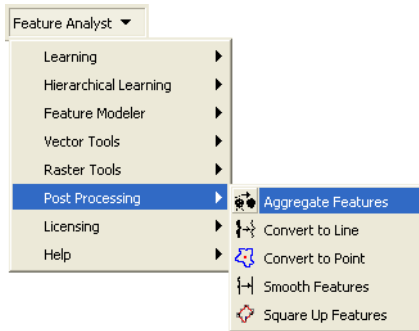 Feature Analyst
Learning
Hierarchical Learning
Feature Modeler
Vector Tools
Raster Tools
Post Processing
Licensing
Help
Aggregate Features
Convert to Line
Convert to Point
Smooth Features
Square Up Features